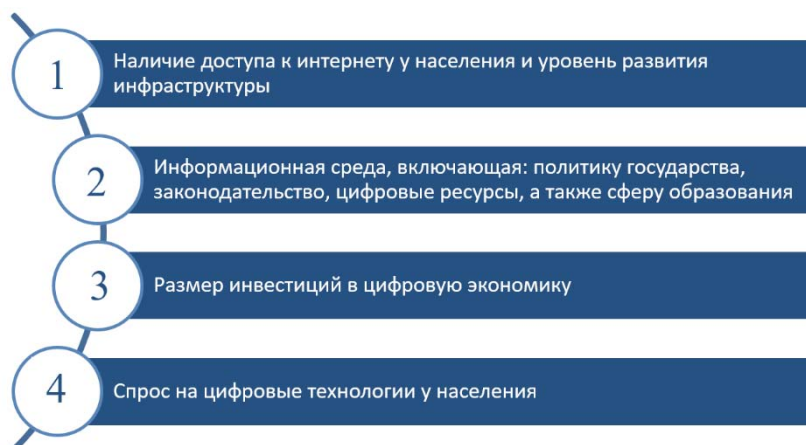 1
Наличие доступа к интернету у населения и уровень развития
инфраструктуры
2
Информационная среда, включающая: политику государства,
законодательство, цифровые ресурсы, а также сферу образования
3
Размер инвестиций в цифровую экономику
4
Спрос на цифровые технологии у населения